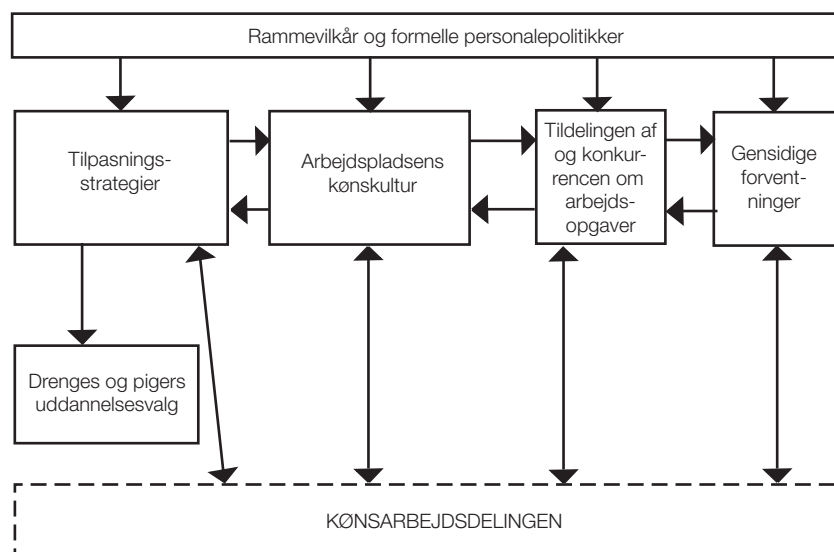 Rammevilkår og formelle personalepolitikker
Tilpasnings-
strategier
Arbejdspladsens
kønskultur
Tildelingen af
og konkur-
rencen om
arbejds-
opgaver
Gensidige
forvent-
ninger
Drenges og pigers
uddannelsesvalg
KØNSARBEJDSDELINGEN